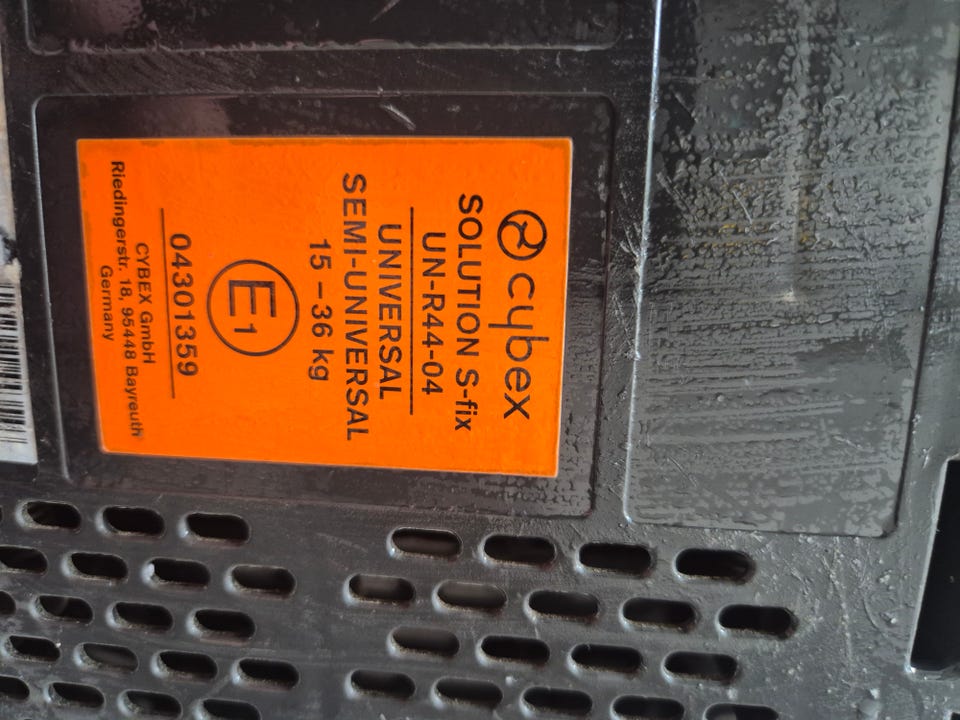 cybex
SOLUTION S-fix
UN-R44-04
UNIVERSAL
SEMI-UNIVERSAL
15 – 36 kg
E1
04301359
CYBEX GmbH
Riedingerstr. 18, 95448 Bayreuth
Germany